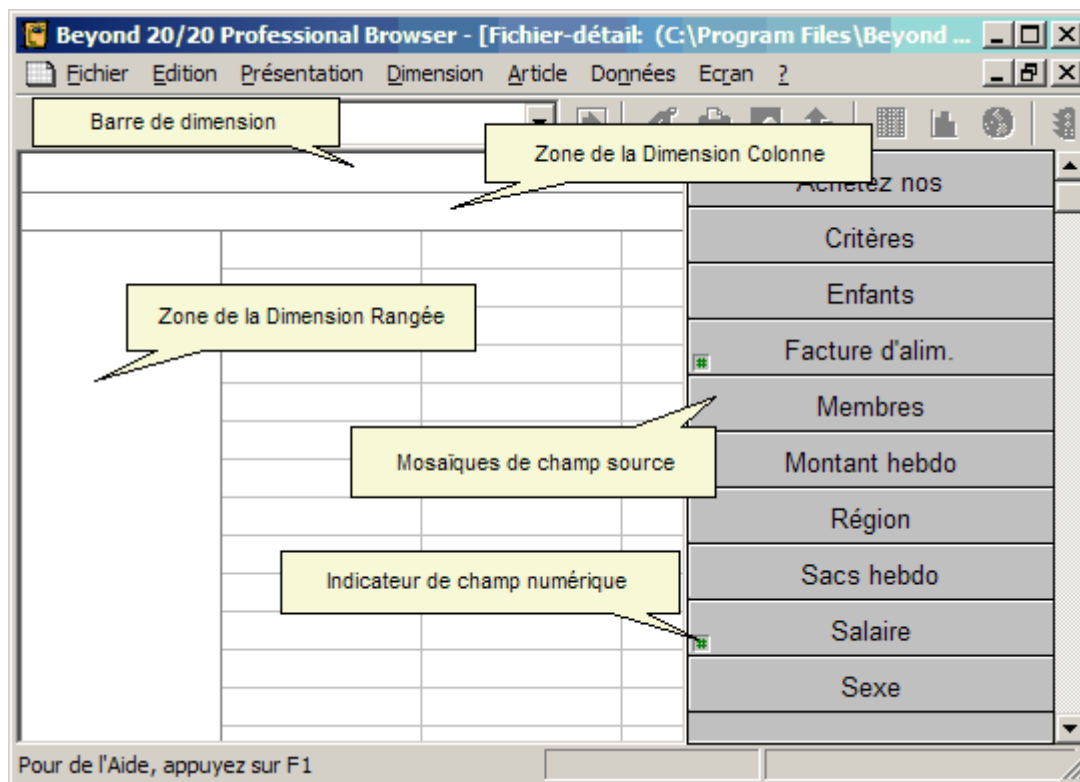 Beyond 20/20 Professional Browser - [Fichier-détail: (C:\Program Files\Beyond ...
Fichier Edition Présentation Dimension Article Données Ecran ?
Barre de dimension
Zone de la Dimension Colonne
Achetez nos
Critères
Enfants
Zone de la Dimension Rangée
Facture d'alim.
Membres
Mosaïques de champ source
Montant hebdo
Région
Indicateur de champ numérique
Sacs hebdo
Salaire
Sexe
Pour de l'Aide, appuyez sur F1